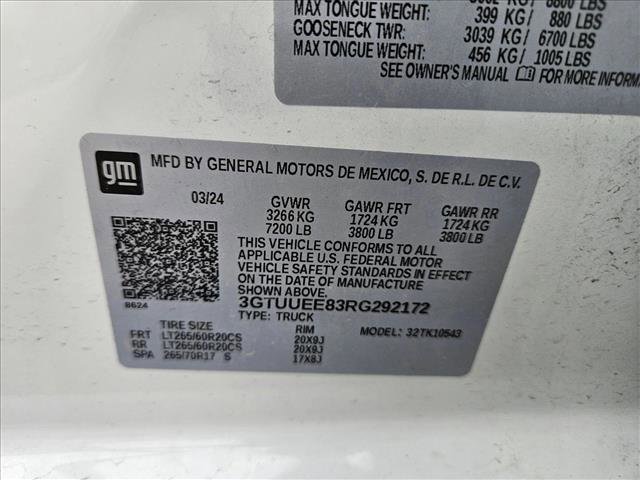 8800 LBS
MAX TONGUE WEIGHT: 399 KG / 880 LBS
GOOSENECK TWR: 3039 KG / 6700 LBS
MAX TONGUE WEIGHT: 456 KG / 1005 LBS
SEE OWNER'S MANUAL FOR MORE
gm
MFD BY GENERAL MOTORS DE MEXICO, S. DE R.L. DE C.V.
03/24 GVWR GAWR FRT GAWR RR
3266 KG 1724 KG 1724 KG
7200 LB 3800 LB 3800 LB
THIS VEHICLE CONFORMS TO ALL
APPLICABLE U.S. FEDERAL MOTOR
VEHICLE SAFETY STANDARDS IN EFFECT
ON THE DATE OF MANUFACTURE SHOWN ABOVE.
8624
3GTUUEE83RG292172
TYPE: TRUCK
TIRE SIZE RIM MODEL: 32TK10543
FRT LT265/60R20CS 20X9J
RR LT265/60R20CS 20X9J
SPA 265/70R17 S 17X8J